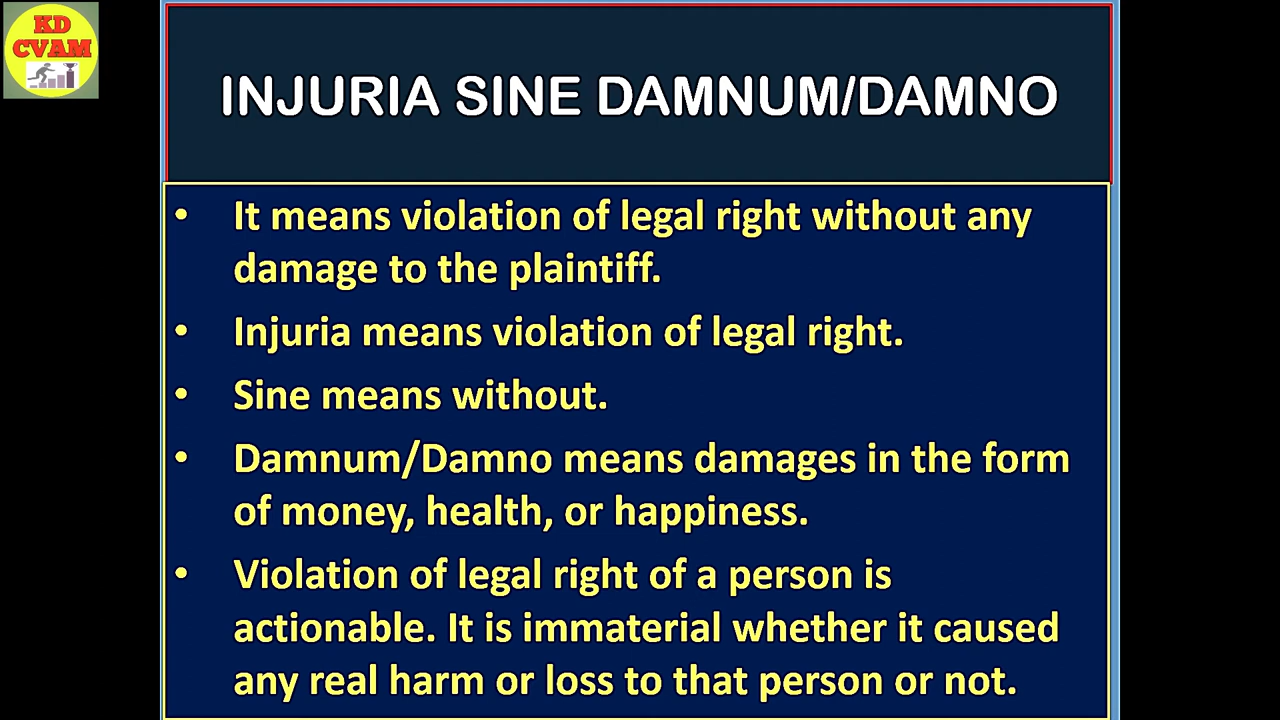 KD
CVAM
INJURIA SINE DAMNUM/DAMNO
• It means violation of legal right without any
damage to the plaintiff.
• Injuria means violation of legal right.
• Sine means without.
• Damnum/Damno means damages in the form
of money, health, or happiness.
• Violation of legal right of a person is
actionable. It is immaterial whether it caused
any real harm or loss to that person or not.